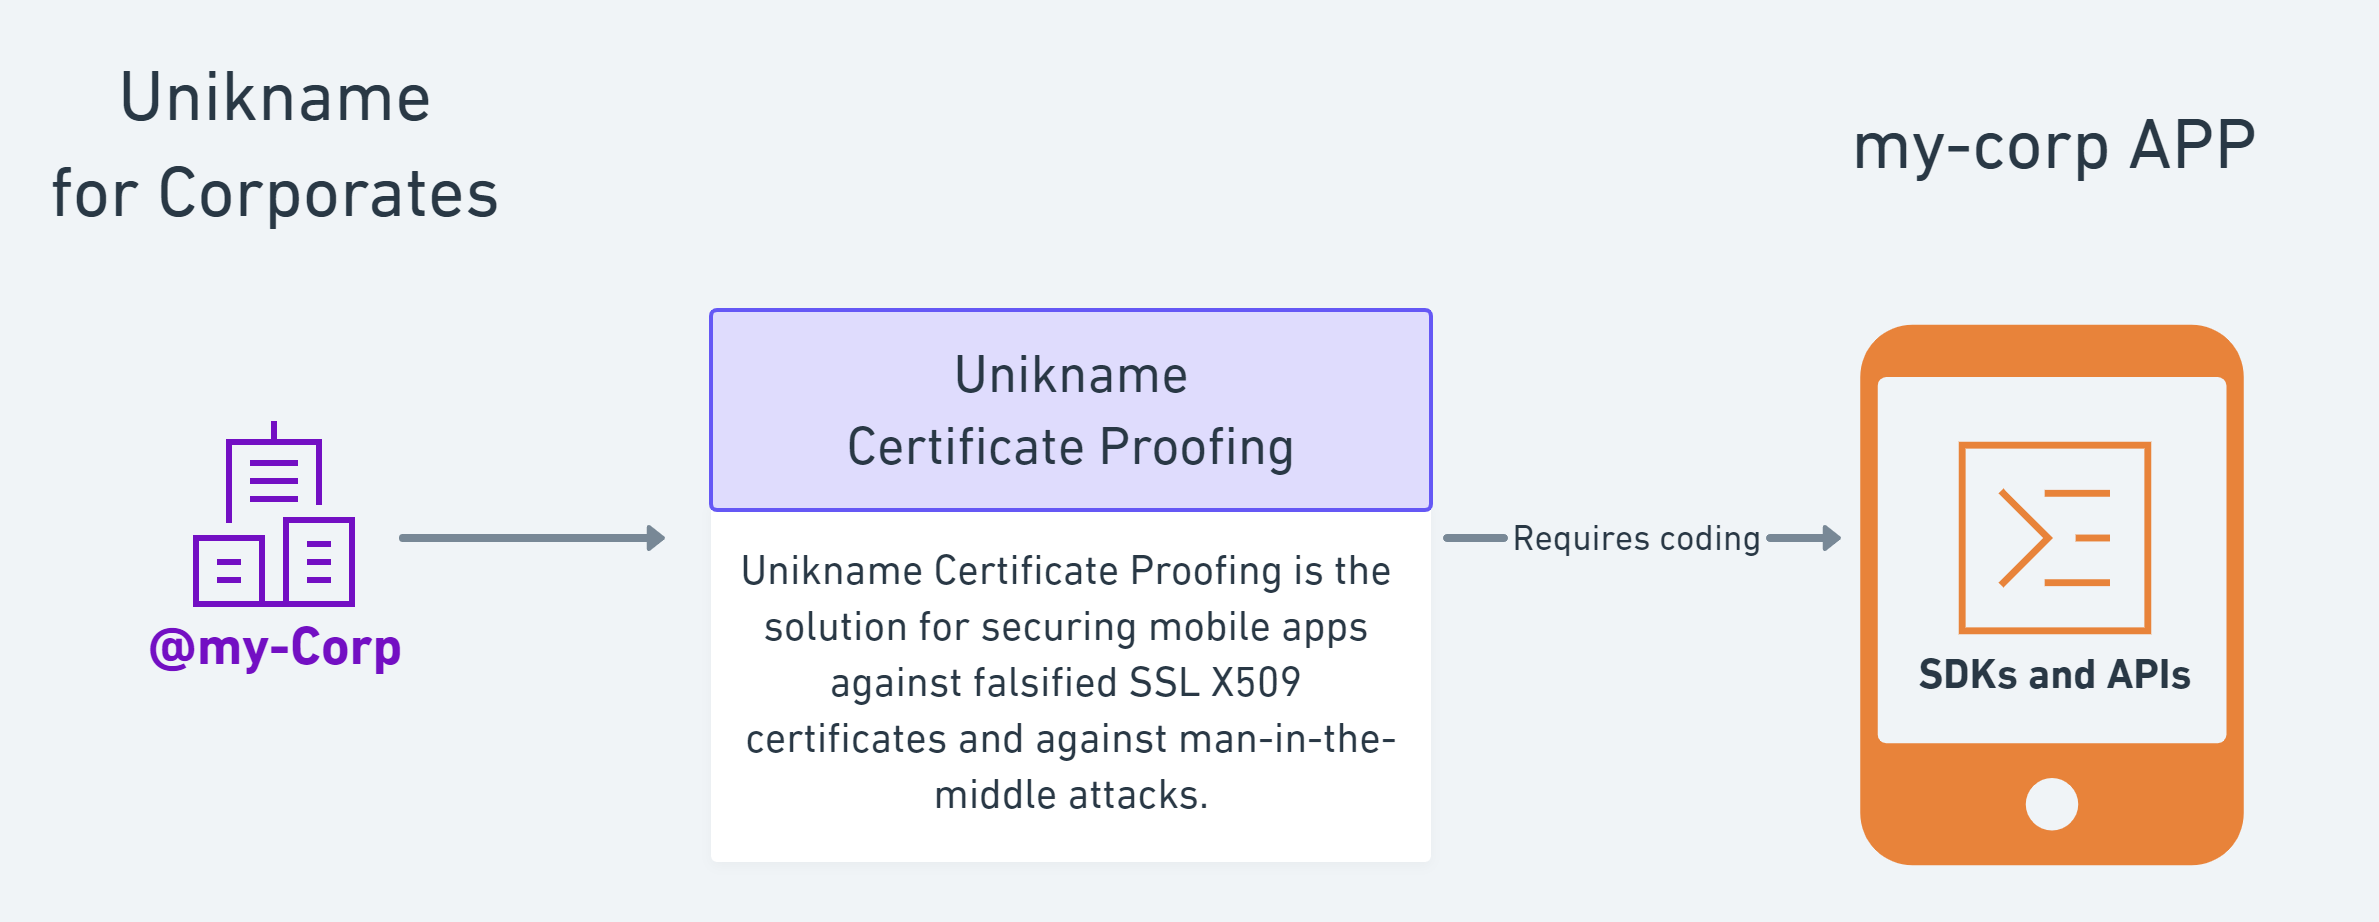 Unikname
for Corporates
my-corp APP
@my-Corp
Unikname
Certificate Proofing
Unikname Certificate Proofing is the
solution for securing mobile apps
against falsified SSL X509
certificates and against man-in-the-
middle attacks.
Requires coding
SDKs and APIs